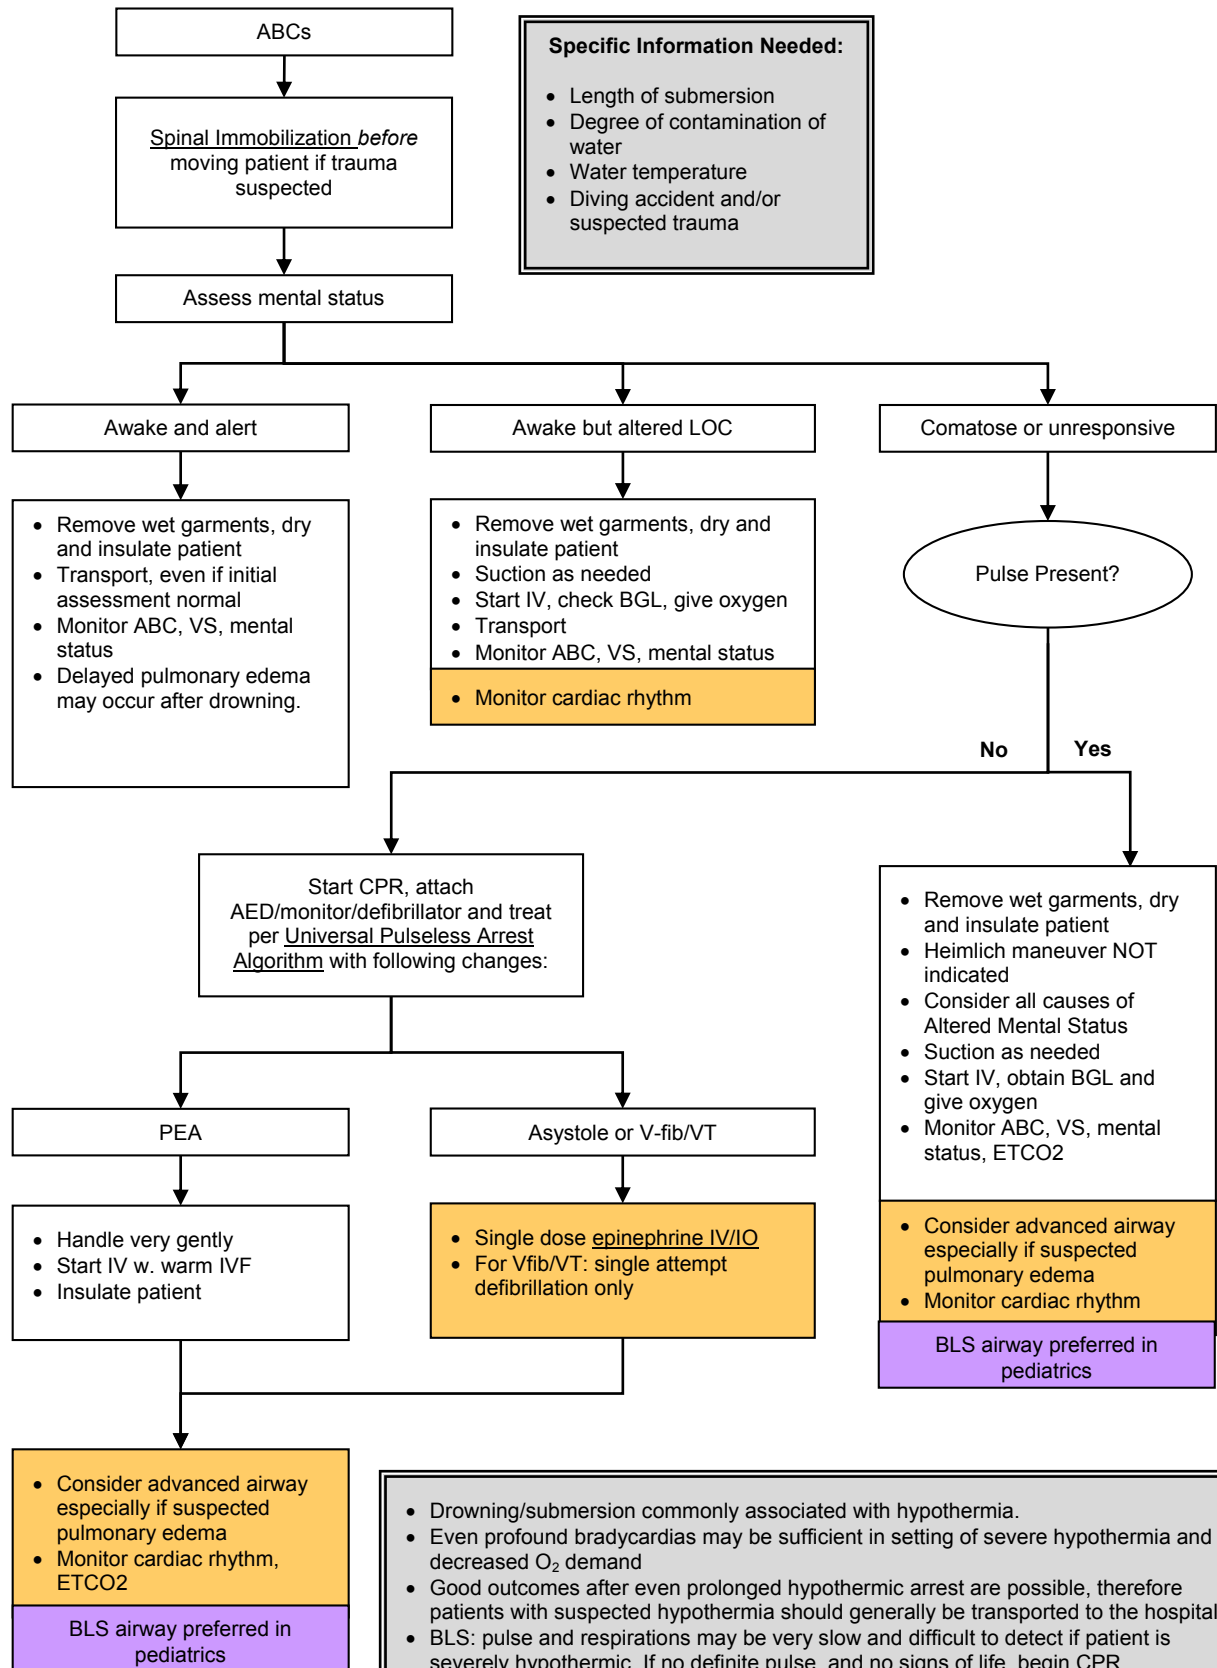 ABCs
Specific Information Needed:
• Length of submersion
• Degree of contamination of
water
• Water temperature
• Diving accident and/or
suspected trauma
Spinal Immobilization before
moving patient if trauma
suspected
Assess mental status
Awake and alert
Awake but altered LOC
Comatose or unresponsive
• Remove wet garments, dry
and insulate patient
• Transport, even if initial
assessment normal
• Monitor ABC, VS, mental
status
• Delayed pulmonary edema
may occur after drowning.
• Remove wet garments, dry and
insulate patient
• Suction as needed
• Start IV, check BGL, give oxygen
• Transport
• Monitor ABC, VS, mental status
• Monitor cardiac rhythm
Pulse Present?
No
Yes
Start CPR, attach
AED/monitor/defibrillator and treat
per Universal Pulseless Arrest
Algorithm with following changes:
• Remove wet garments, dry
and insulate patient
• Heimlich maneuver NOT
indicated
• Consider all causes of
Altered Mental Status
• Suction as needed
• Start IV, obtain BGL and
give oxygen
• Monitor ABC, VS, mental
status, ETCO2
• Consider advanced airway
especially if suspected
pulmonary edema
• Monitor cardiac rhythm
BLS airway preferred in
pediatrics
PEA
Asystole or V-fib/VT
• Handle very gently
• Start IV w. warm IVF
• Insulate patient
• Single dose epinephrine IV/IO
• For Vfib/VT: single attempt
defibrillation only
• Consider advanced airway
especially if suspected
pulmonary edema
• Monitor cardiac rhythm,
ETCO2
BLS airway preferred in
pediatrics
• Drowning/submersion commonly associated with hypothermia.
• Even profound bradycardias may be sufficient in setting of severe hypothermia and
decreased O₂ demand
• Good outcomes after even prolonged hypothermic arrest are possible, therefore
patients with suspected hypothermia should generally be transported to the hospital
• BLS: pulse and respirations may be very slow and difficult to detect if patient is
severely hypothermic. If no definite pulse, and no signs of life, begin CPR